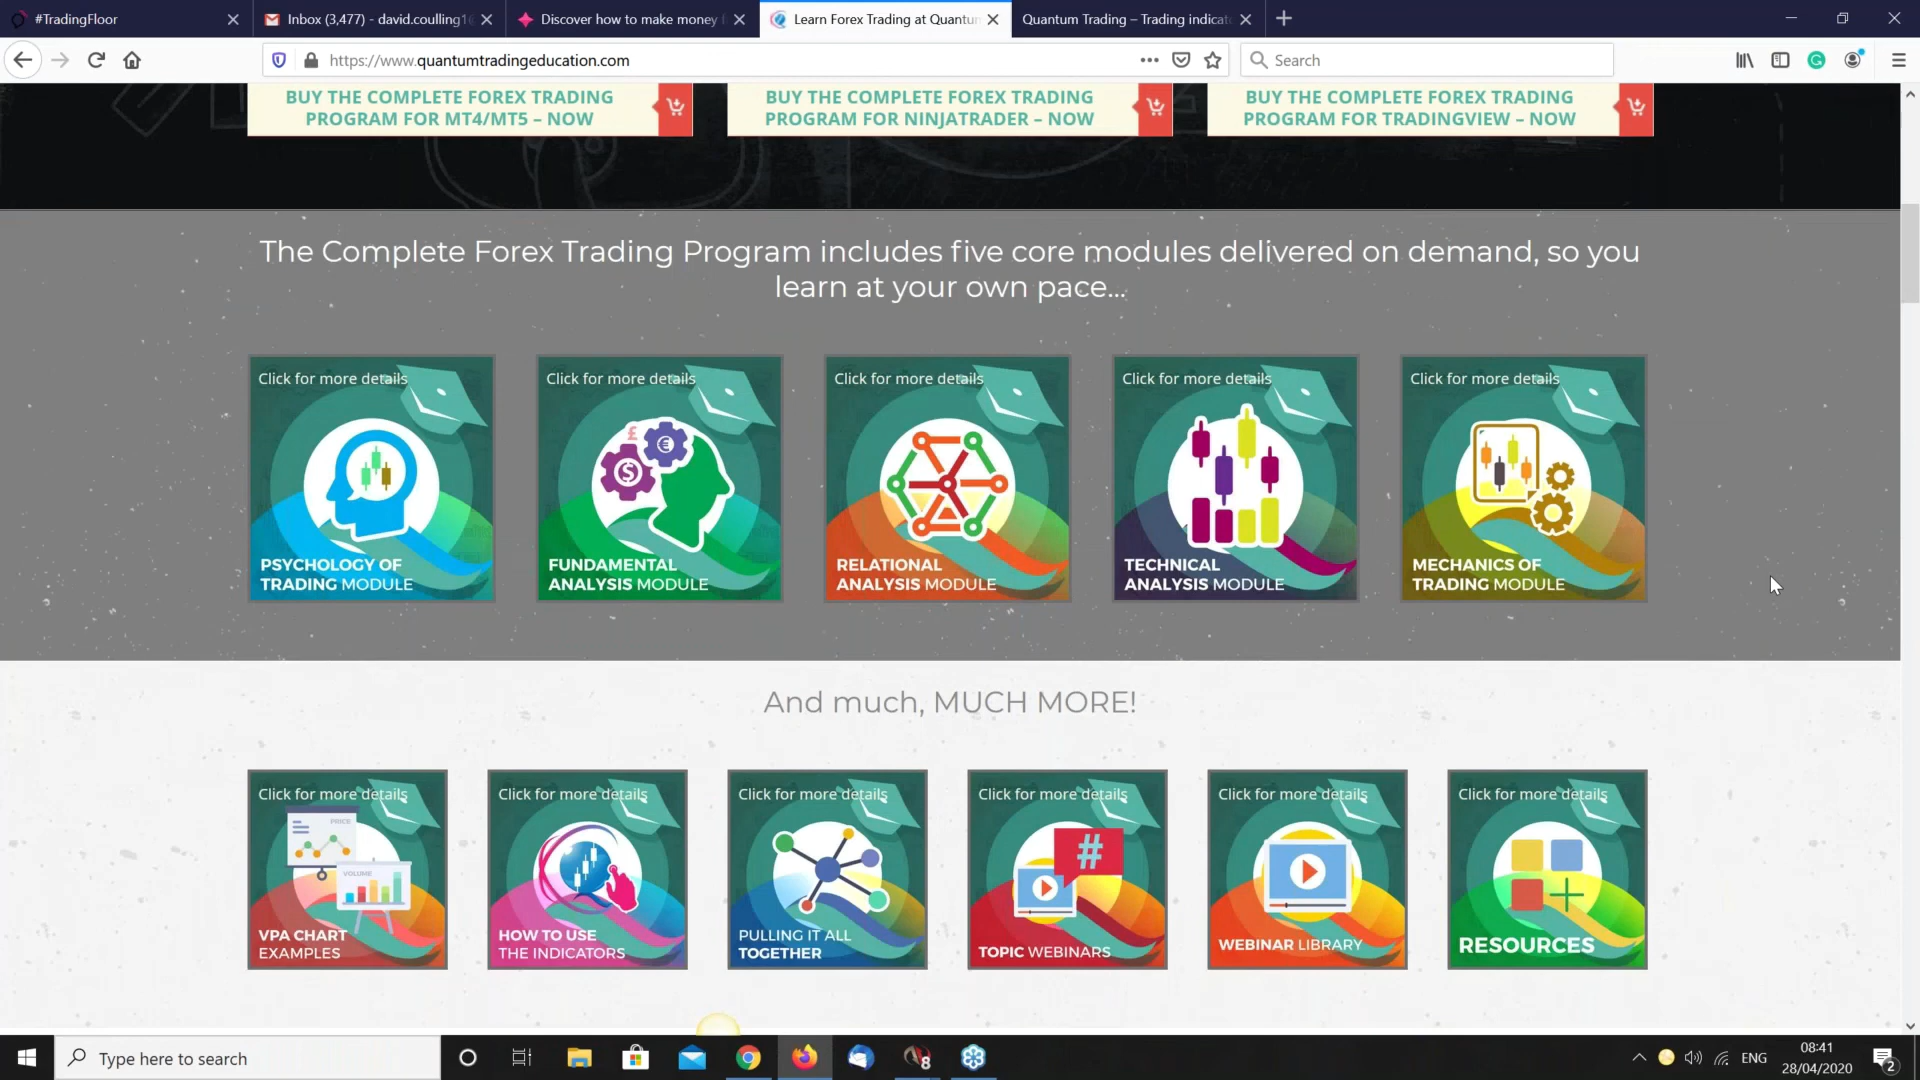 #TradingFloor
Inbox (3,477) - david.coulling1
Discover how to make money
Learn Forex Trading at Quantum
Quantum Trading – Trading indicat
https://www.quantumtradingeducation.com
Search
BUY THE COMPLETE FOREX TRADING
PROGRAM FOR MT4/MT5 – NOW
BUY THE COMPLETE FOREX TRADING
PROGRAM FOR NINJATRADER – NOW
BUY THE COMPLETE FOREX TRADING
PROGRAM FOR TRADINGVIEW – NOW
The Complete Forex Trading Program includes five core modules delivered on demand, so you
learn at your own pace...
Click for more details
PSYCHOLOGY OF
TRADING MODULE
Click for more details
£
€
$
FUNDAMENTAL
ANALYSIS MODULE
Click for more details
RELATIONAL
ANALYSIS MODULE
Click for more details
TECHNICAL
ANALYSIS MODULE
Click for more details
MECHANICS OF
TRADING MODULE
And much, MUCH MORE!
Click for more details
PRICE
VOLUME
VPA CHART
EXAMPLES
Click for more details
HOW TO USE
THE INDICATORS
Click for more details
PULLING IT ALL
TOGETHER
Click for more details
#
TOPIC WEBINARS
Click for more details
WEBINAR LIBRARY
Click for more details
RESOURCES
Type here to search
8
ENG
08:41
28/04/2020
2